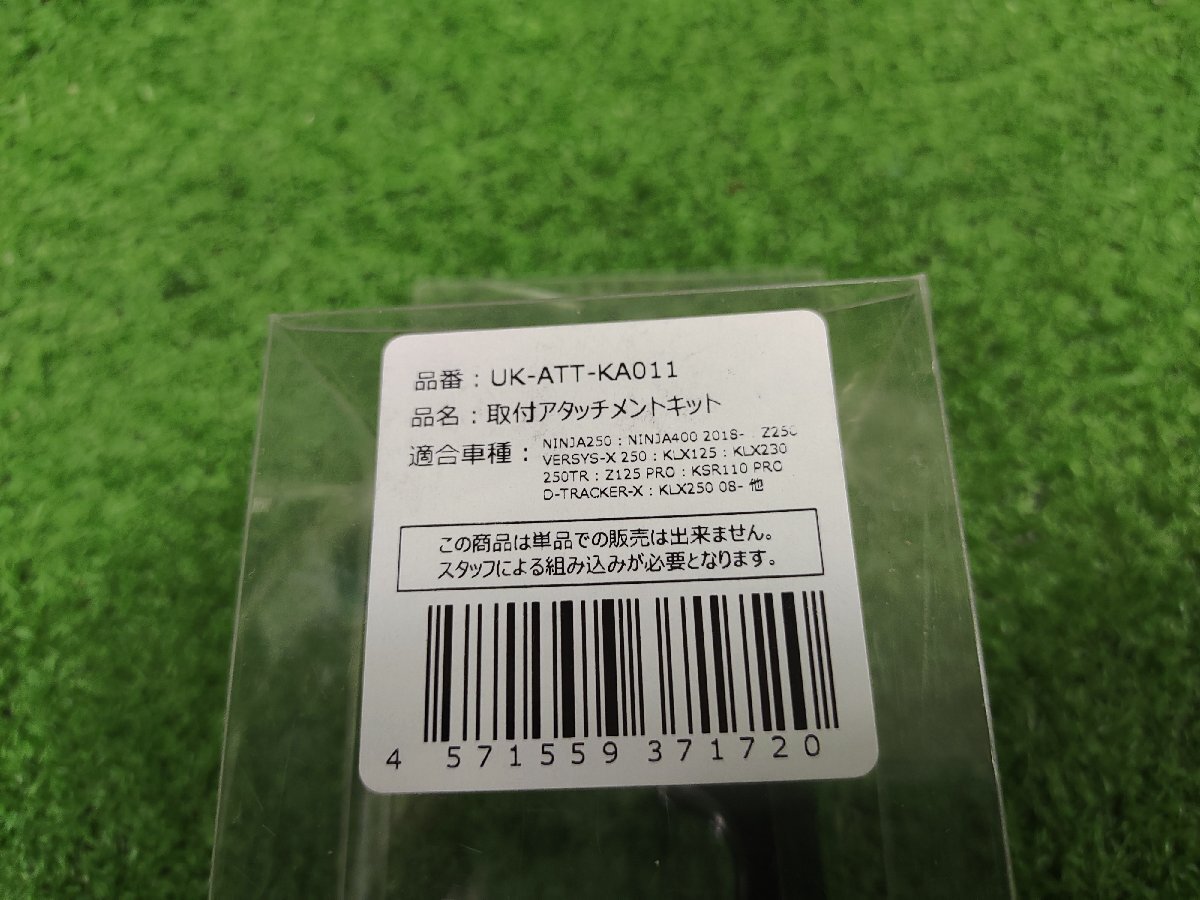 品番：UK-ATT-KA011
品名：取付アタッチメントキット
適合車種：
NINJA250：NINJA400 2018-：Z250
VERSYS-X 250：KLX125：KLX230
250TR：Z125 PRO：KSR110 PRO
D-TRACKER-X：KLX250 08- 他
この商品は単品での販売は出来ません。
スタッフによる組み込みが必要となります。
4 571559 371720